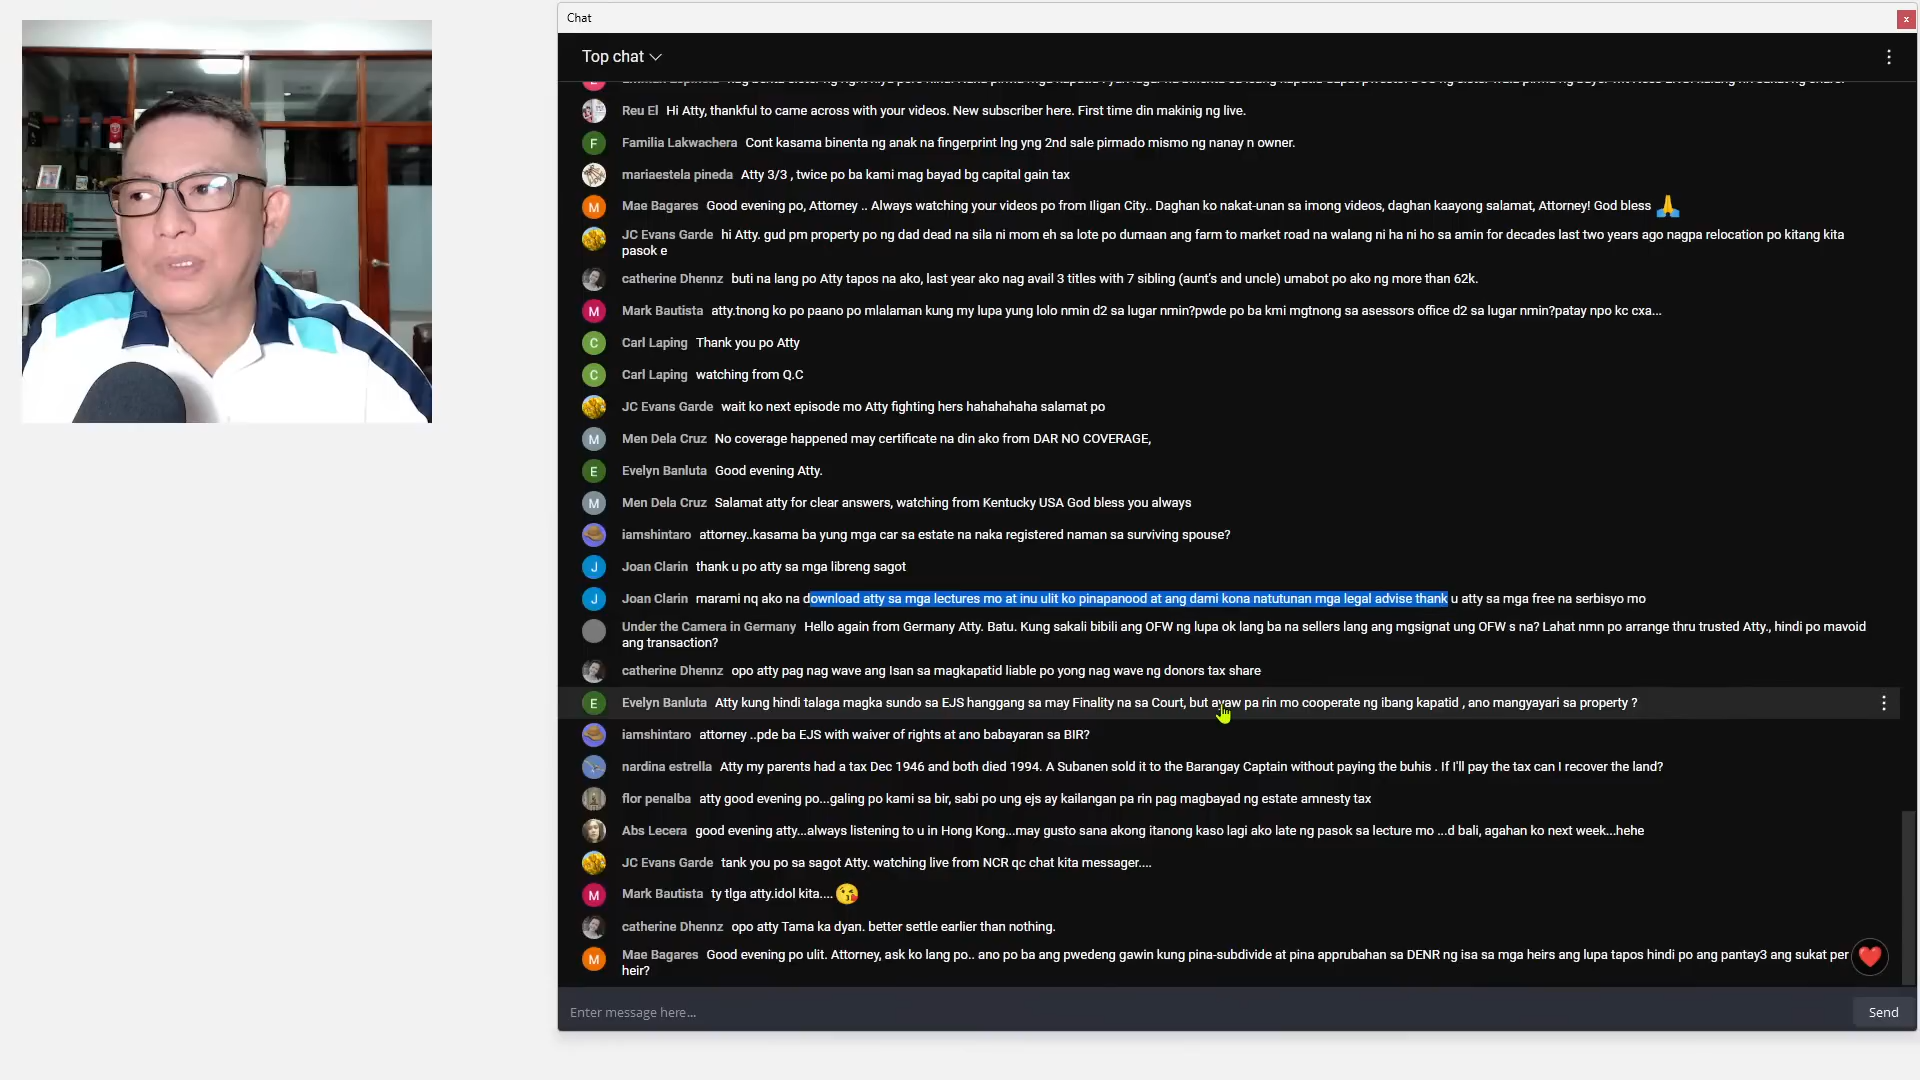 Chat
Top chat
Reu El Hi Atty, thankful to came across with your videos. New subscriber here. First time din makinig ng live.
Familia Lakwachera Cont kasama binenta ng anak na fingerprint lng yng 2nd sale pirmado mismo ng nanay n owner.
mariaestela pineda Atty 3/3 , twice po ba kami mag bayad bg capital gain tax
Mae Bagares Good evening po, Attorney .. Always watching your videos po from Iligan City.. Daghan ko nakat-unan sa imong videos, daghan kaayong salamat, Attorney! God bless 🙏
JC Evans Garde hi Atty. gud pm property po ng dad dead na sila ni mom eh sa lote po dumaan ang farm to market road na walang ni ha ni ho sa amin for decades last two years ago nagpa relocation po kitang kita
pasok e
catherine Dhennz buti na lang po Atty tapos na ako, last year ako nag avail 3 titles with 7 sibling (aunt's and uncle) umabot po ako ng more than 62k.
Mark Bautista atty.tnong ko po paano po mlalaman kung my lupa yung lolo nmin d2 sa lugar nmin?pwde po ba kmi mgtnong sa asessors office d2 sa lugar nmin?patay npo kc cxa...
Carl Laping Thank you po Atty
Carl Laping watching from Q.C
JC Evans Garde wait ko next episode mo Atty fighting hers hahahahaha salamat po
Men Dela Cruz No coverage happened may certificate na din ako from DAR NO COVERAGE,
Evelyn Banluta Good evening Atty.
Men Dela Cruz Salamat atty for clear answers, watching from Kentucky USA God bless you always
iamshintaro attorney..kasama ba yung mga car sa estate na naka registered naman sa surviving spouse?
Joan Clarin thank u po atty sa mga libreng sagot
Joan Clarin marami nq ako na download atty sa mga lectures mo at inu ulit ko pinapanood at ang dami kona natutunan mga legal advise thank u atty sa mga free na serbisyo mo
Under the Camera in Germany Hello again from Germany Atty. Batu. Kung sakali bibili ang OFW ng lupa ok lang ba na sellers lang ang mgsignat ung OFW s na? Lahat nmn po arrange thru trusted Atty., hindi po mavoid
ang transaction?
catherine Dhennz opo atty pag nag wave ang Isan sa magkapatid liable po yong nag wave ng donors tax share
Evelyn Banluta Atty kung hindi talaga magka sundo sa EJS hanggang sa may Finality na sa Court, but ayaw pa rin mo cooperate ng ibang kapatid , ano mangyayari sa property ?
iamshintaro attorney ..pde ba EJS with waiver of rights at ano babayaran sa BIR?
nardina estrella Atty my parents had a tax Dec 1946 and both died 1994. A Subanen sold it to the Barangay Captain without paying the buhis . If I'll pay the tax can I recover the land?
flor penalba atty good evening po...galing po kami sa bir, sabi po ung ejs ay kailangan pa rin pag magbayad ng estate amnesty tax
Abs Lecera good evening atty...always listening to u in Hong Kong...may gusto sana akong itanong kaso lagi ako late ng pasok sa lecture mo ...d bali, agahan ko next week...hehe
JC Evans Garde tank you po sa sagot Atty. watching live from NCR qc chat kita messager....
Mark Bautista ty tlga atty.idol kita.... 😘
catherine Dhennz opo atty Tama ka dyan. better settle earlier than nothing.
Mae Bagares Good evening po ulit. Attorney, ask ko lang po.. ano po ba ang pwedeng gawin kung pina-subdivide at pina apprubahan sa DENR ng isa sa mga heirs ang lupa tapos hindi po ang pantay3 ang sukat per
heir?
Enter message here...
Send